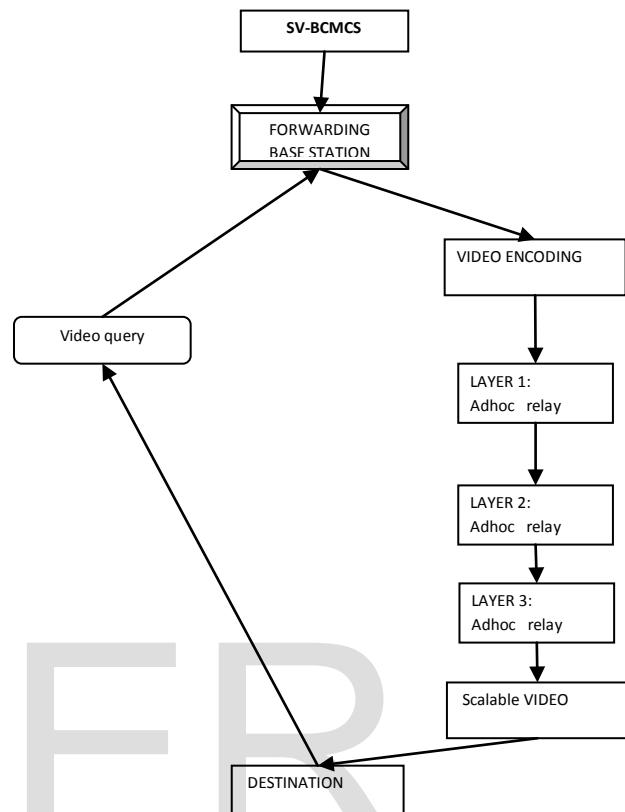 SV-BCMCS
FORWARDING
BASE STATION
VIDEO ENCODING
Video query
LAYER 1:
Adhoc relay
LAYER 2:
Adhoc relay
LAYER 3:
Adhoc relay
Scalable VIDEO
DESTINATION
ER